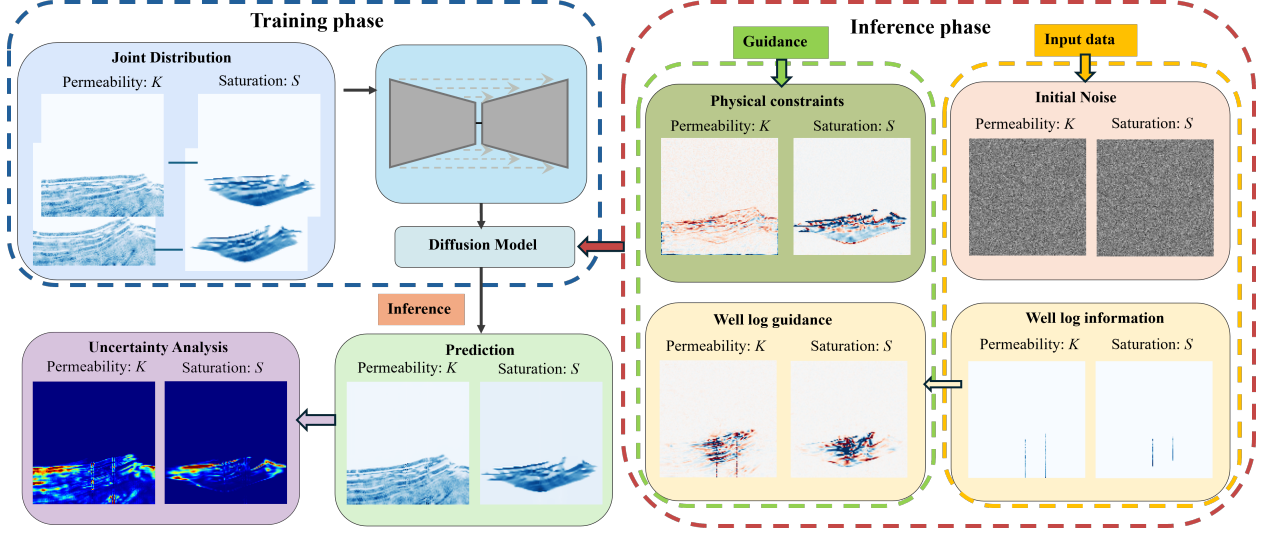 Training phase
Joint Distribution
Permeability: K
Saturation: S
Diffusion Model
Inference
Prediction
Permeability: K
Saturation: S
Uncertainty Analysis
Permeability: K
Saturation: S
Inference phase
Guidance
Input data
Physical constraints
Permeability: K
Saturation: S
Initial Noise
Permeability: K
Saturation: S
Well log guidance
Permeability: K
Saturation: S
Well log information
Permeability: K
Saturation: S